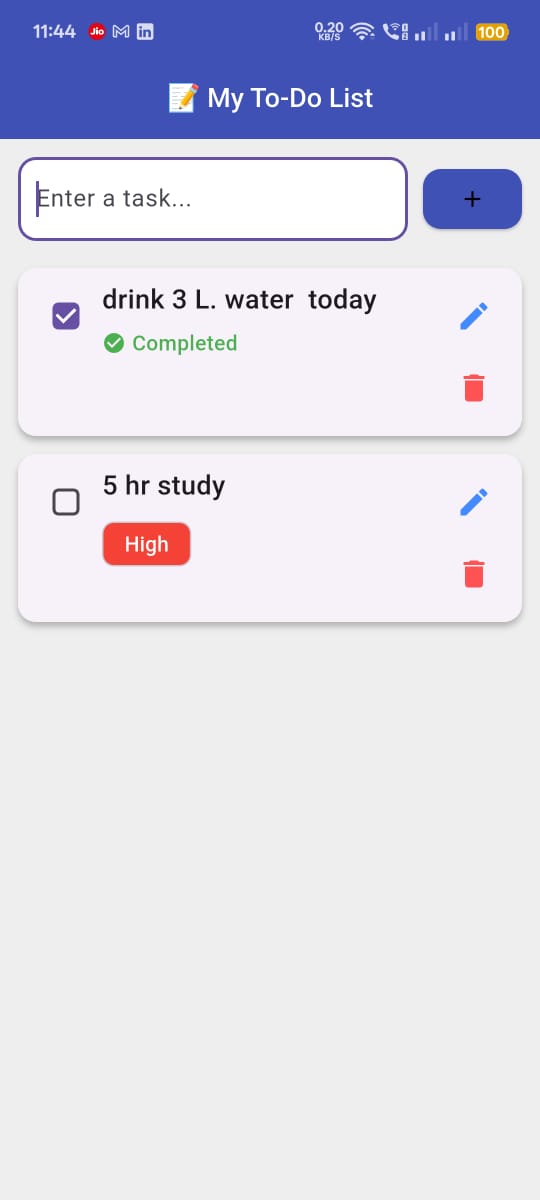 11:44 Jio in 0.20 KB/S 100
📝 My To-Do List
Enter a task...
+
drink 3 L. water  today
Completed
5 hr study
High